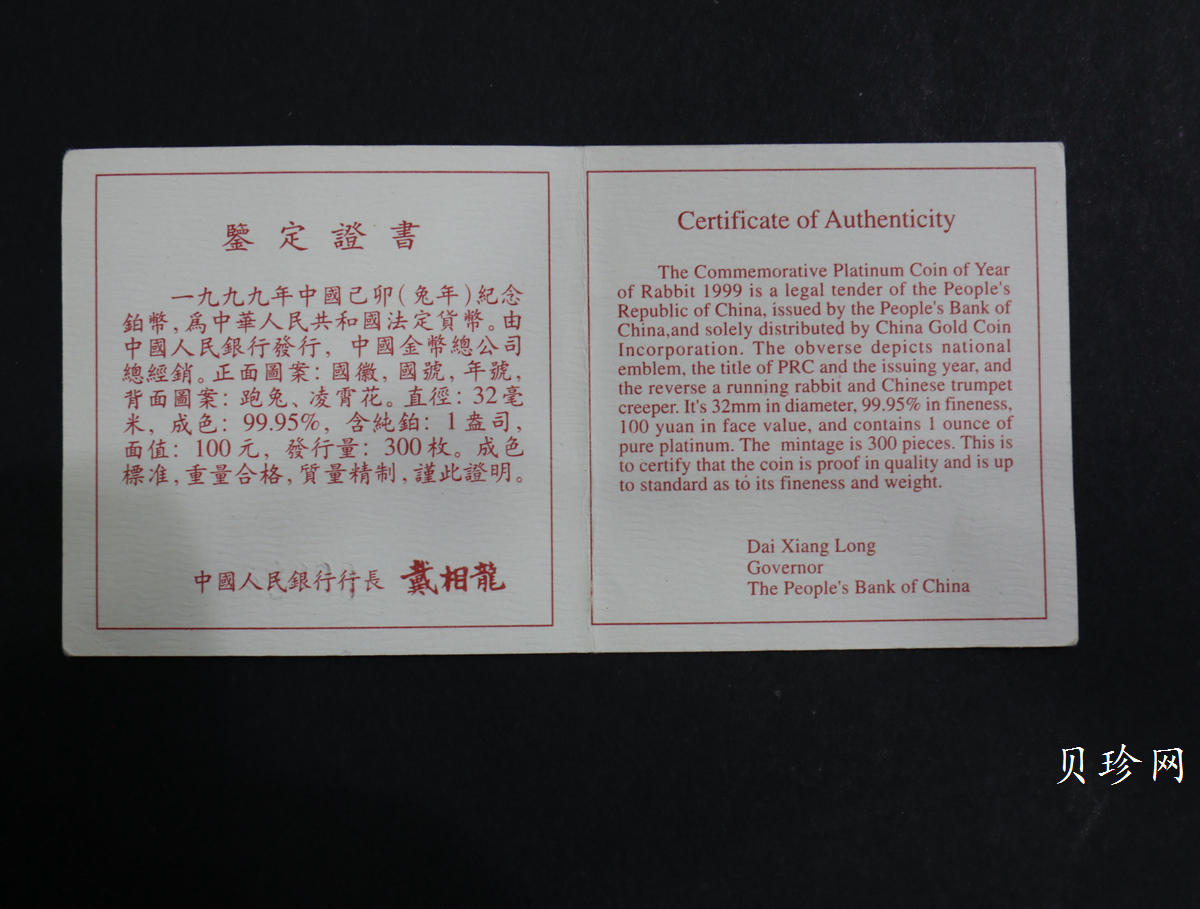 鑒定證書
一九九九年中國己卯(兔年)紀念
鉑幣,爲中華人民共和國法定貨幣。由
中國人民銀行發行,中國金幣總公司
總經銷。正面圖案:國徽,國號,年號,
背面圖案:跑兔、凌霄花。直徑:32毫
米,成色:99.95%,含純鉑:1盎司,
面值:100元,發行量:300枚。成色
標准,重量合格,質量精制,謹此證明。
中國人民銀行行長 戴相龍
Certificate of Authenticity
The Commemorative Platinum Coin of Year
of Rabbit 1999 is a legal tender of the People's
Republic of China, issued by the People's Bank of
China,and solely distributed by China Gold Coin
Incorporation. The obverse depicts national
emblem, the title of PRC and the issuing year, and
the reverse a running rabbit and Chinese trumpet
creeper. It's 32mm in diameter, 99.95% in fineness,
100 yuan in face value, and contains 1 ounce of
pure platinum. The mintage is 300 pieces. This is
to certify that the coin is proof in quality and is up
to standard as to its fineness and weight.
Dai Xiang Long
Governor
The People's Bank of China
贝珍网